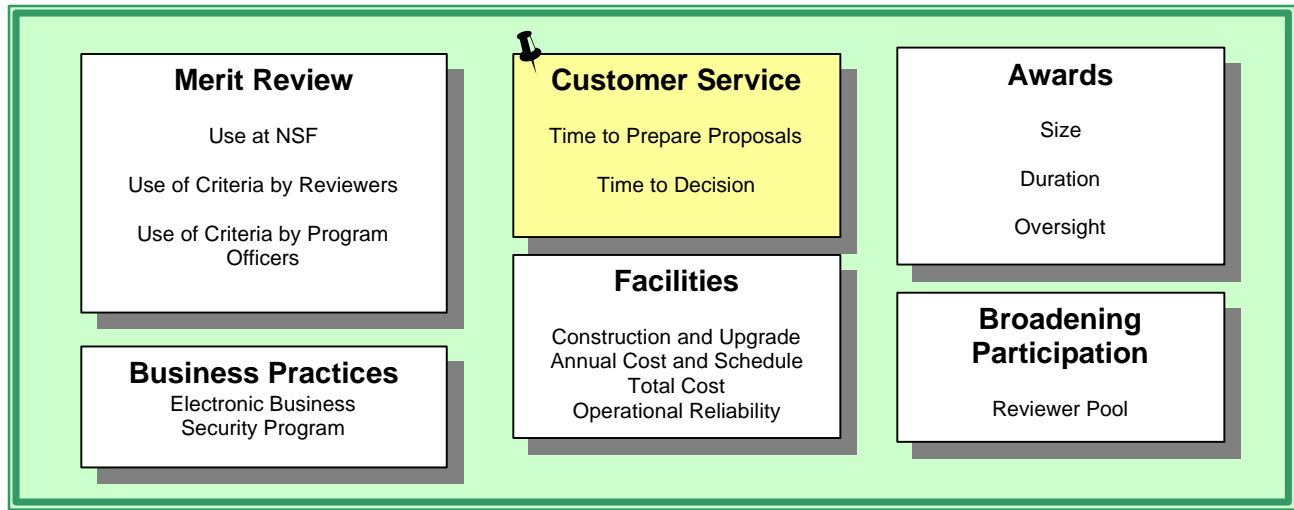 Merit Review
Use at NSF
Use of Criteria by Reviewers
Use of Criteria by Program
Officers
Business Practices
Electronic Business
Security Program
Customer Service
Time to Prepare Proposals
Time to Decision
Facilities
Construction and Upgrade
Annual Cost and Schedule
Total Cost
Operational Reliability
Awards
Size
Duration
Oversight
Broadening
Participation
Reviewer Pool